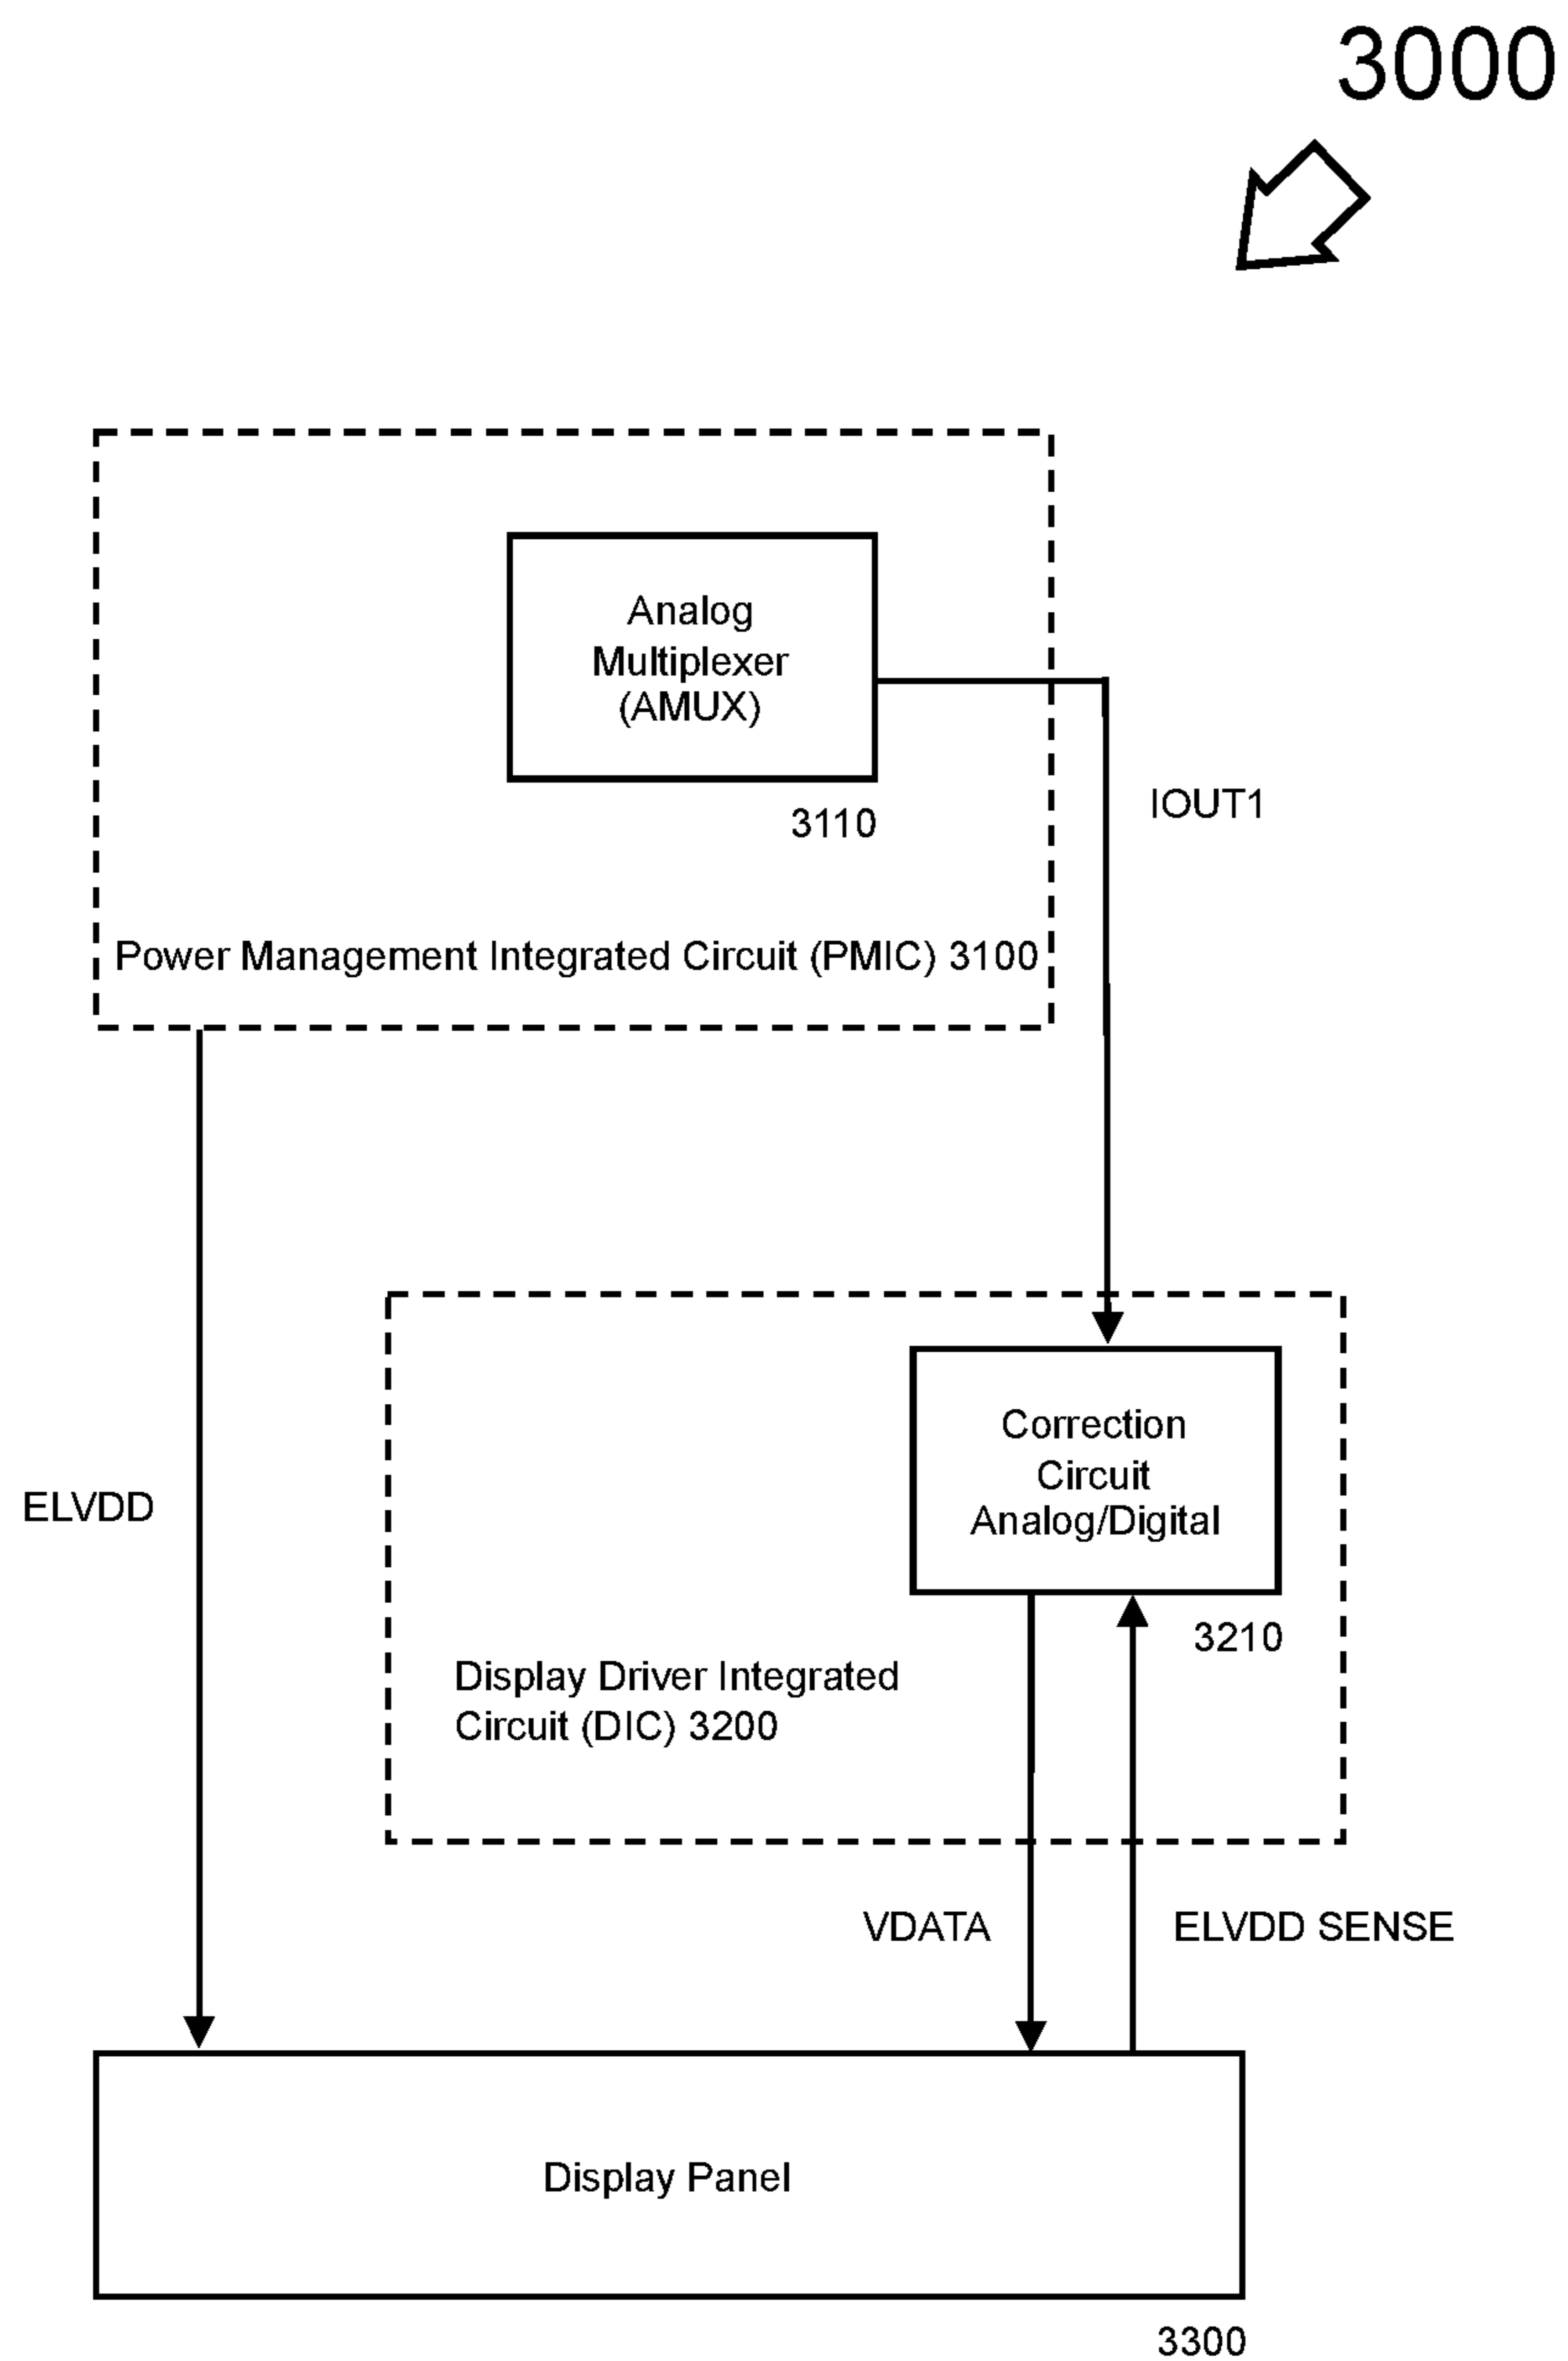 3000
Analog
Multiplexer
(AMUX)
3110
IOUT1
Power Management Integrated Circuit (PMIC) 3100
ELVDD
Correction
Circuit
Analog/Digital
3210
Display Driver Integrated
Circuit (DIC) 3200
VDATA
ELVDD SENSE
Display Panel
3300